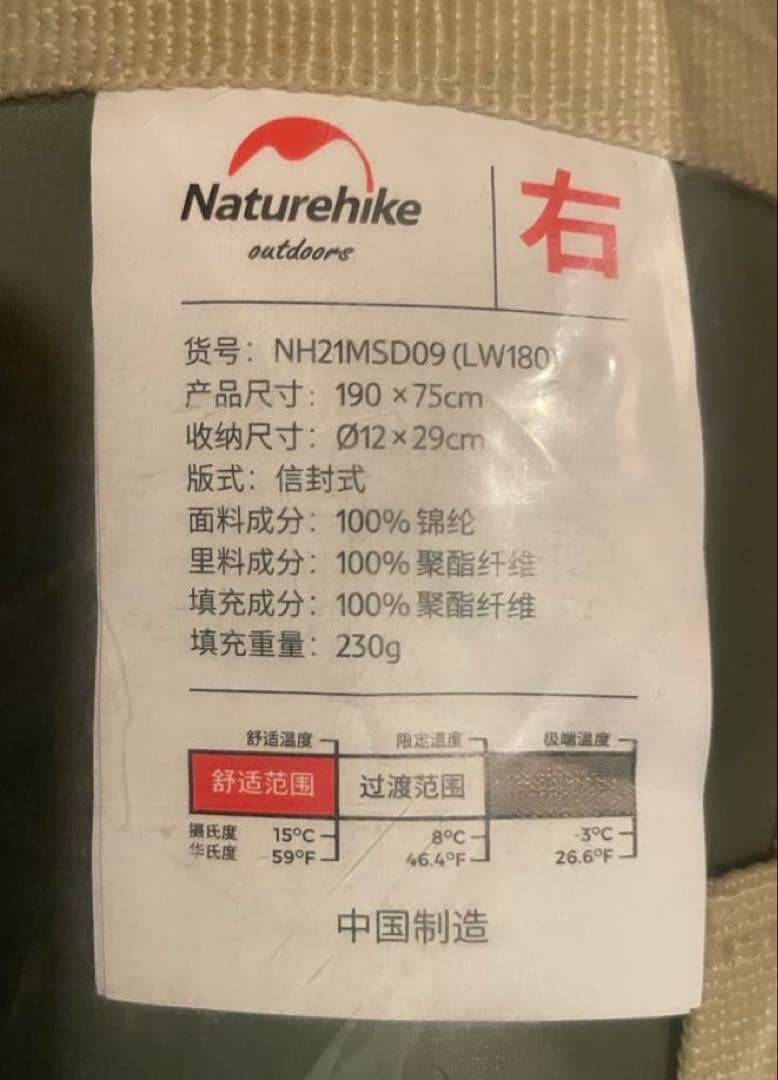 Naturehike
outdoors
右
货号：NH21MSD09 (LW180)
产品尺寸：190 ×75cm
收纳尺寸：Ø12×29cm
版式：信封式
面料成分：100% 锦纶
里料成分：100% 聚酯纤维
填充成分：100% 聚酯纤维
填充重量：230g
舒适温度 限定温度 极端温度
舒适范围 过渡范围
摄氏度 15°C 8°C -3°C
华氏度 59°F 46.4°F 26.6°F
中国制造